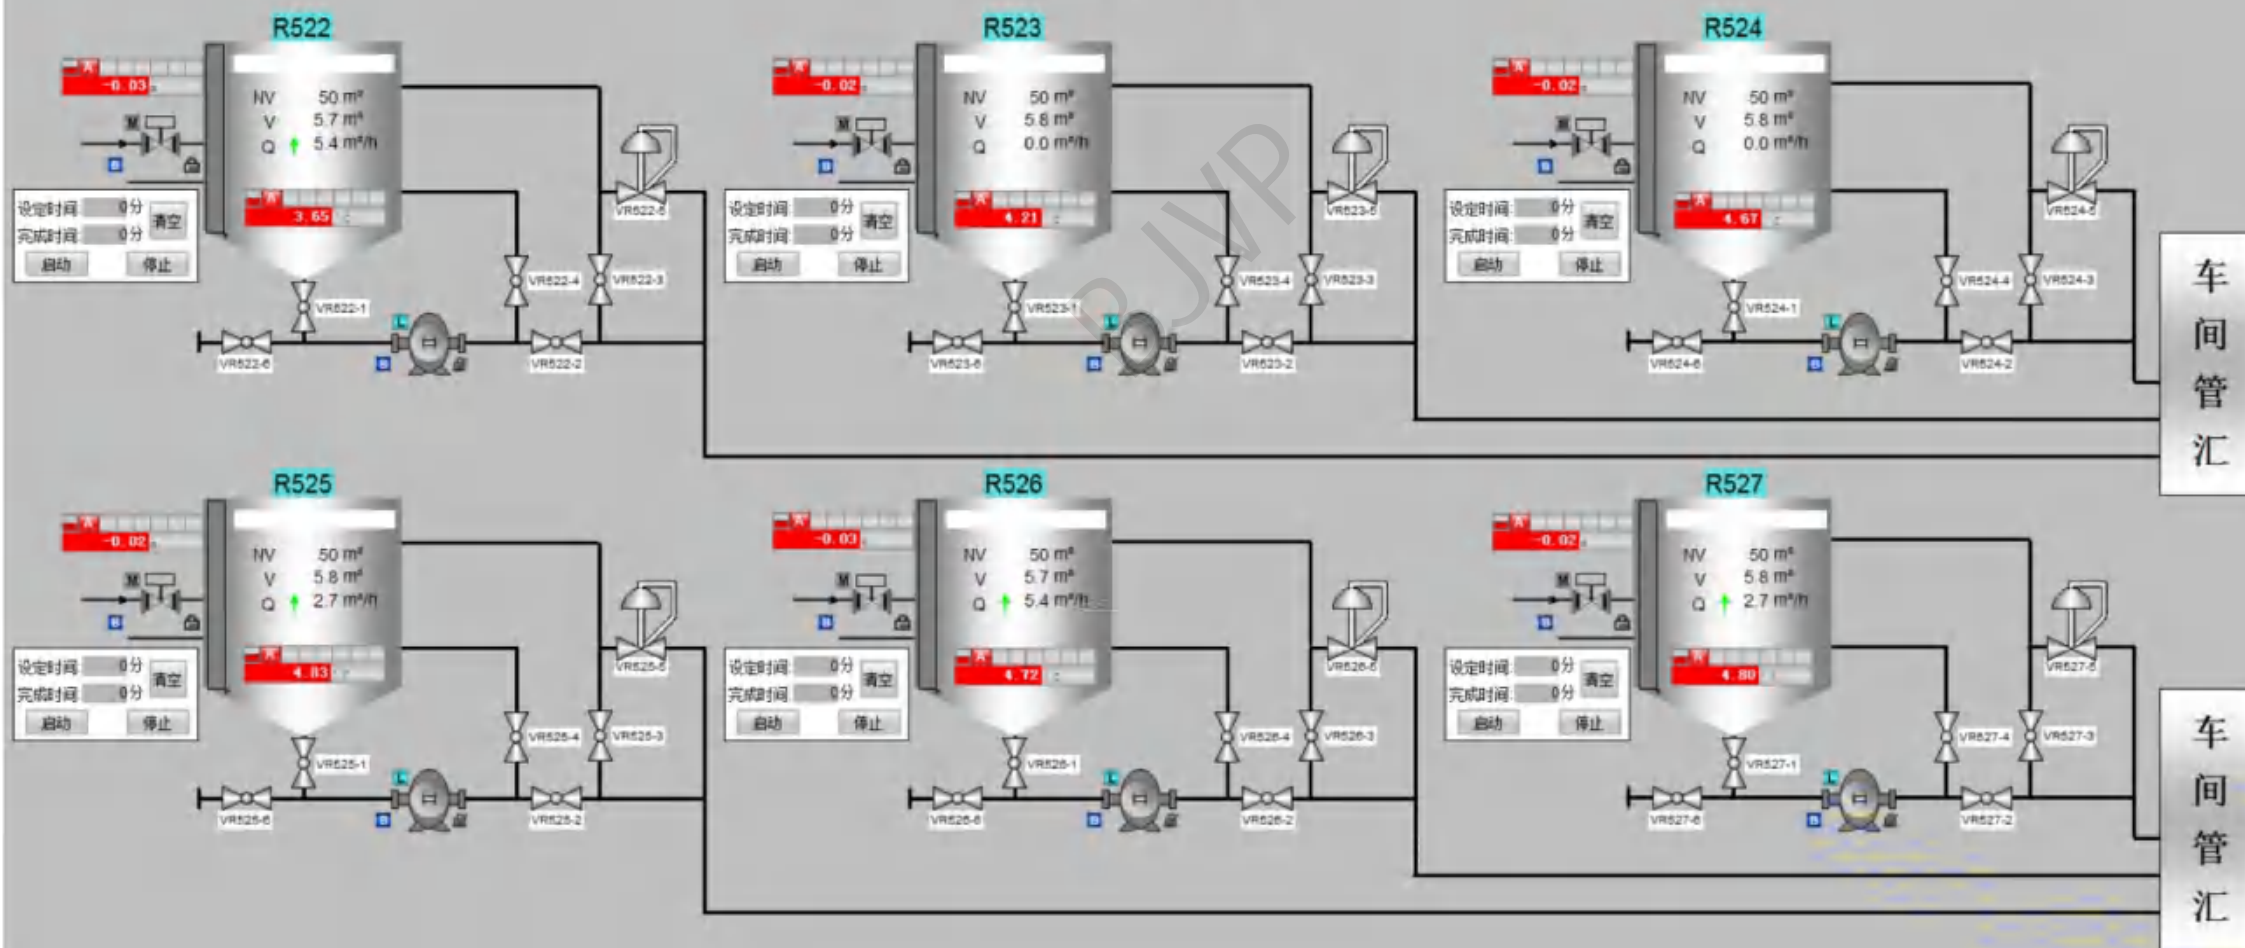 R522
A
-0.03
M
B
NV 50 m³
V 5.7 m³
Q 5.4 m³/h
A
3.65
设定时间 0分
完成时间 0分
清空
启动 停止
VR522-5
VR522-4
VR522-3
VR522-1
L
B
VR522-6
VR522-2
R523
A
-0.02
M
B
NV 50 m³
V 5.8 m³
Q 0.0 m³/h
A
4.21
设定时间 0分
完成时间 0分
清空
启动 停止
VR523-5
VR523-4
VR523-3
VR523-1
L
B
VR523-6
VR523-2
R524
A
-0.02
M
B
NV 50 m³
V 5.8 m³
Q 0.0 m³/h
A
4.67
设定时间 0分
完成时间 0分
清空
启动 停止
VR524-5
VR524-4
VR524-3
VR524-1
L
B
VR524-6
VR524-2
车间管汇
R525
A
-0.02
M
B
NV 50 m³
V 5.8 m³
Q 2.7 m³/h
A
4.83
设定时间 0分
完成时间 0分
清空
启动 停止
VR525-5
VR525-4
VR525-3
VR525-1
L
B
VR525-6
VR525-2
R526
A
-0.03
M
B
NV 50 m³
V 5.7 m³
Q 5.4 m³/h
A
4.72
设定时间 0分
完成时间 0分
清空
启动 停止
VR526-5
VR526-4
VR526-3
VR526-1
L
B
VR526-6
VR526-2
R527
A
-0.02
M
B
NV 50 m³
V 5.8 m³
Q 2.7 m³/h
A
4.80
设定时间 0分
完成时间 0分
清空
启动 停止
VR527-5
VR527-4
VR527-3
VR527-1
L
B
VR527-6
VR527-2
车间管汇